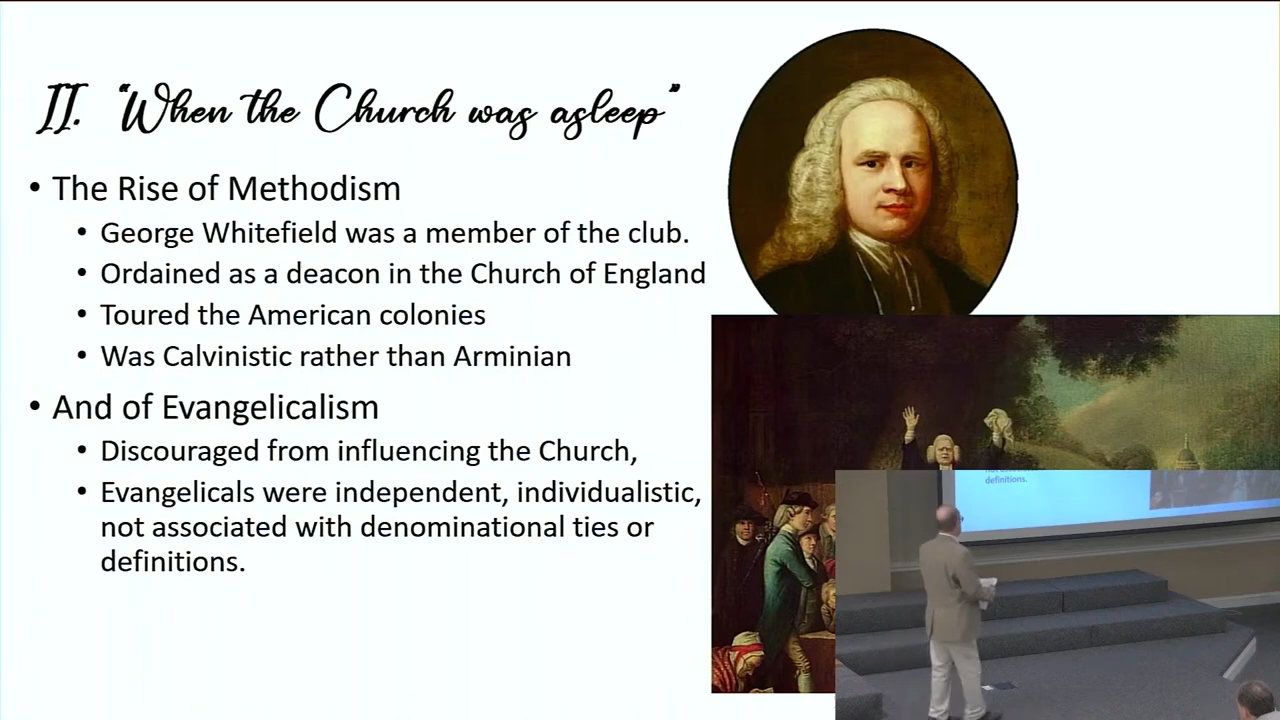 II. "When the Church was asleep"
• The Rise of Methodism
• George Whitefield was a member of the club.
• Ordained as a deacon in the Church of England
• Toured the American colonies
• Was Calvinistic rather than Arminian
• And of Evangelicalism
• Discouraged from influencing the Church,
• Evangelicals were independent, individualistic,
not associated with denominational ties or
definitions.
definitions.